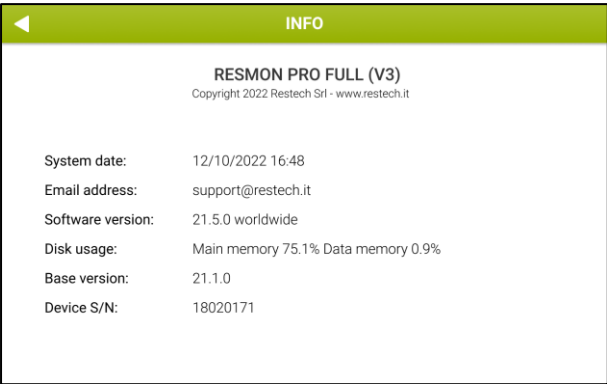 INFO
RESMON PRO FULL (V3)
Copyright 2022 Restech Srl - www.restech.it
System date: 12/10/2022 16:48
Email address: support@restech.it
Software version: 21.5.0 worldwide
Disk usage: Main memory 75.1% Data memory 0.9%
Base version: 21.1.0
Device S/N: 18020171